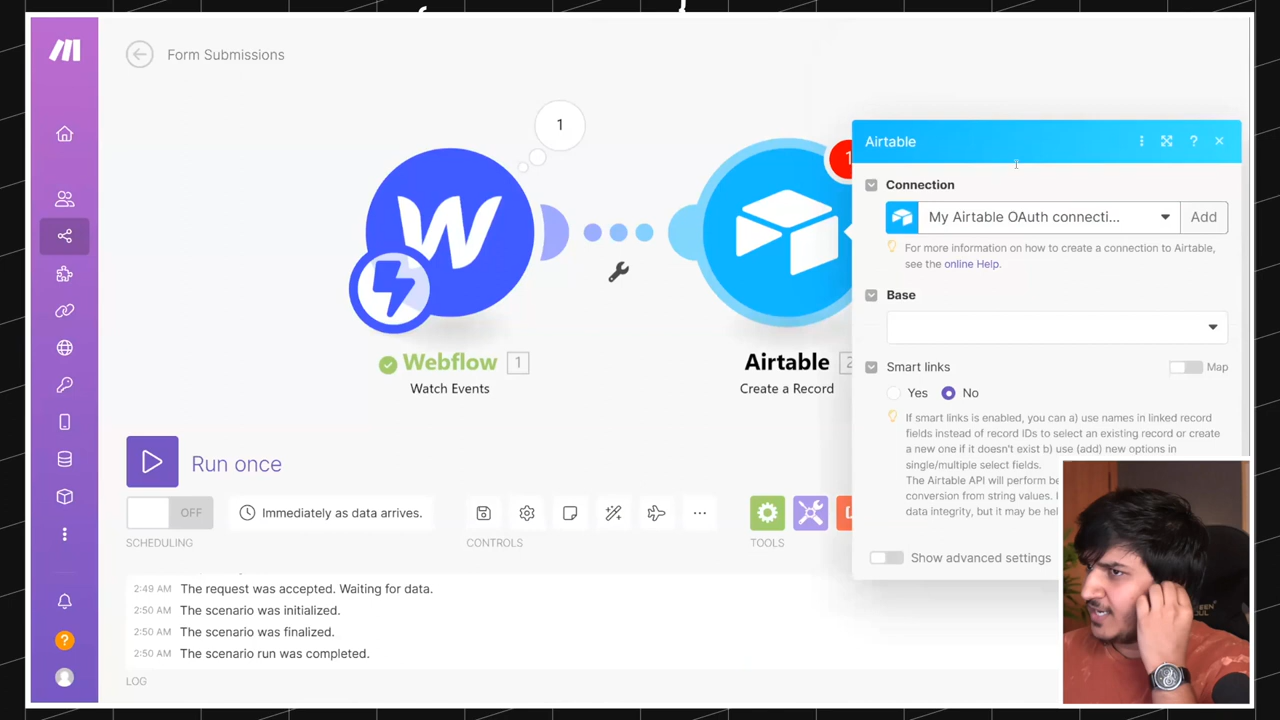 Form Submissions
1
1
Airtable
Connection
My Airtable OAuth connecti...
Add
For more information on how to create a connection to Airtable,
see the online Help.
Base
Smart links
Map
Yes
No
If smart links is enabled, you can a) use names in linked record
fields instead of record IDs to select an existing record or create
a new one if it doesn't exist b) use (add) new options in
single/multiple select fields.
The Airtable API will perform be
conversion from string values.
data integrity, but it may be hel
Show advanced settings
Webflow 1
Watch Events
Airtable 2
Create a Record
Run once
OFF
Immediately as data arrives.
SCHEDULING
CONTROLS
TOOLS
2:49 AM The request was accepted. Waiting for data.
2:50 AM The scenario was initialized.
2:50 AM The scenario was finalized.
2:50 AM The scenario run was completed.
LOG